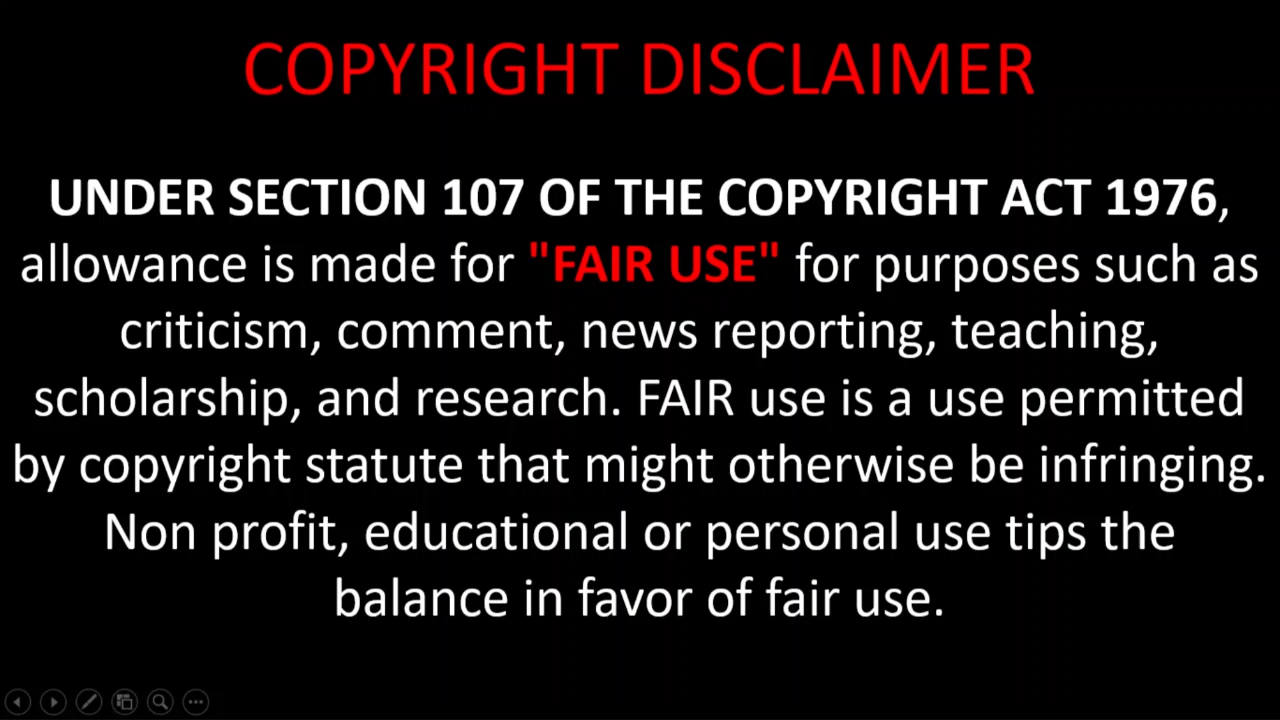 COPYRIGHT DISCLAIMER
UNDER SECTION 107 OF THE COPYRIGHT ACT 1976,
allowance is made for "FAIR USE" for purposes such as
criticism, comment, news reporting, teaching,
scholarship, and research. FAIR use is a use permitted
by copyright statute that might otherwise be infringing.
Non profit, educational or personal use tips the
balance in favor of fair use.